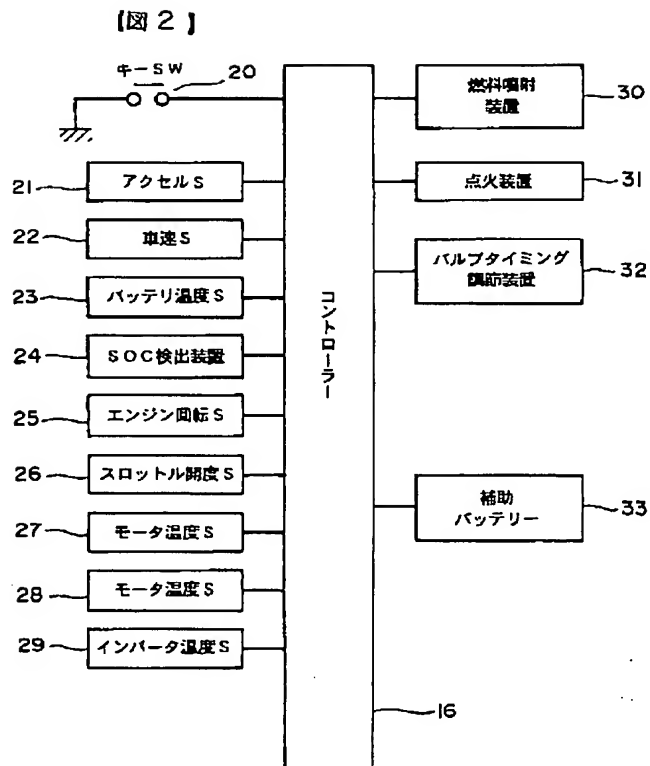 【図2】
キーSW
20
21
アクセルS
22
車速S
23
バッテリ温度S
24
SOC検出装置
25
エンジン回転S
26
スロットル開度S
27
モータ温度S
28
モータ温度S
29
インバータ温度S
コントローラー
16
燃料噴射
装置
30
点火装置
31
バルブタイミング
調節装置
32
補助
バッテリー
33